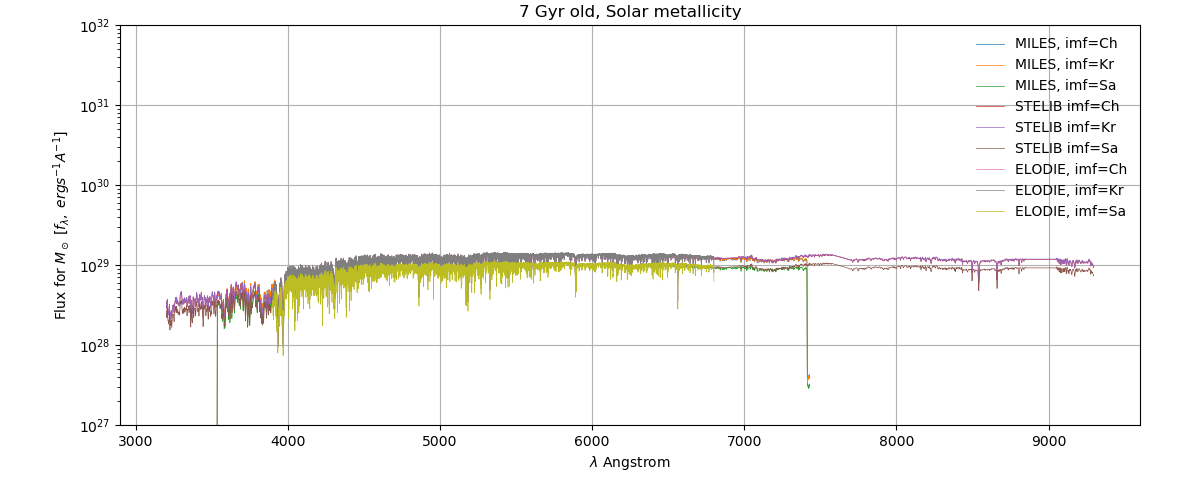 7 Gyr old, Solar metallicity
10^32
10^31
10^30
10^29
10^28
10^27
Flux for M_⊙ [f_λ, ergs^−1A^−1]
MILES, imf=Ch
MILES, imf=Kr
MILES, imf=Sa
STELIB imf=Ch
STELIB imf=Kr
STELIB imf=Sa
ELODIE, imf=Ch
ELODIE, imf=Kr
ELODIE, imf=Sa
3000 4000 5000 6000 7000 8000 9000
λ Angstrom